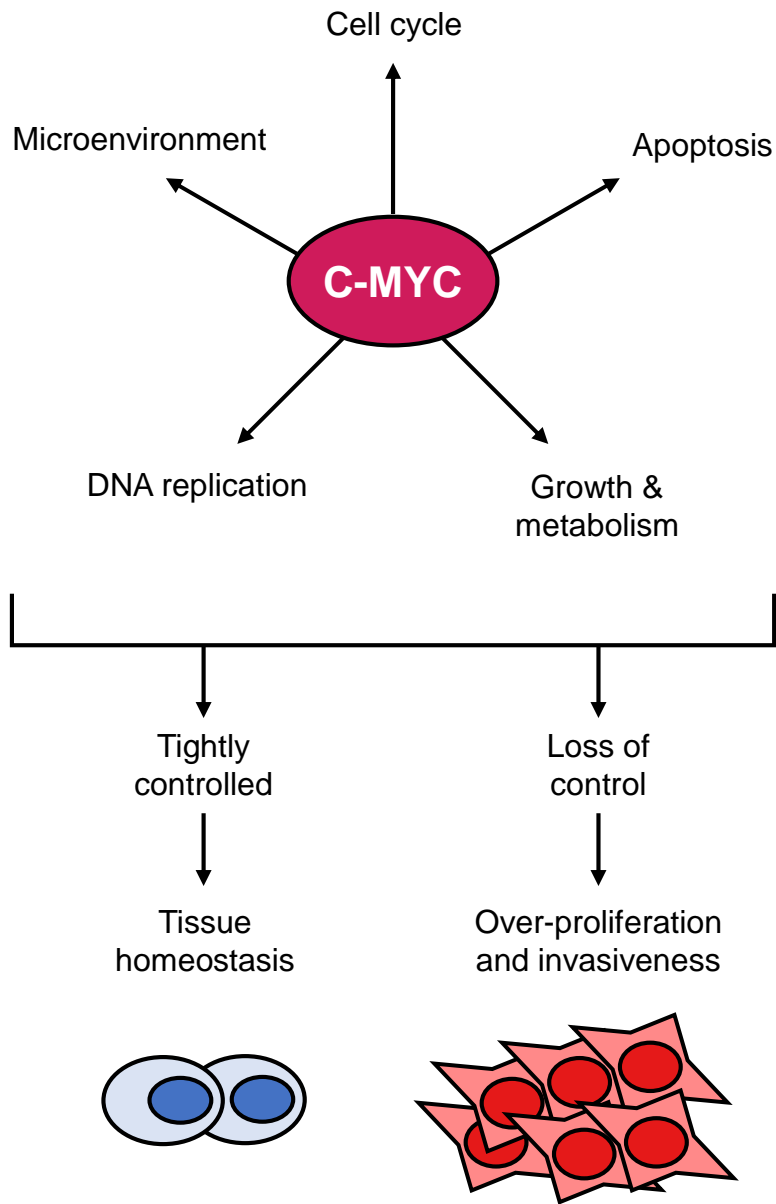 Cell cycle
Microenvironment
Apoptosis
C-MYC
DNA replication
Growth &
metabolism
Tightly
controlled
Loss of
control
Tissue
homeostasis
Over-proliferation
and invasiveness